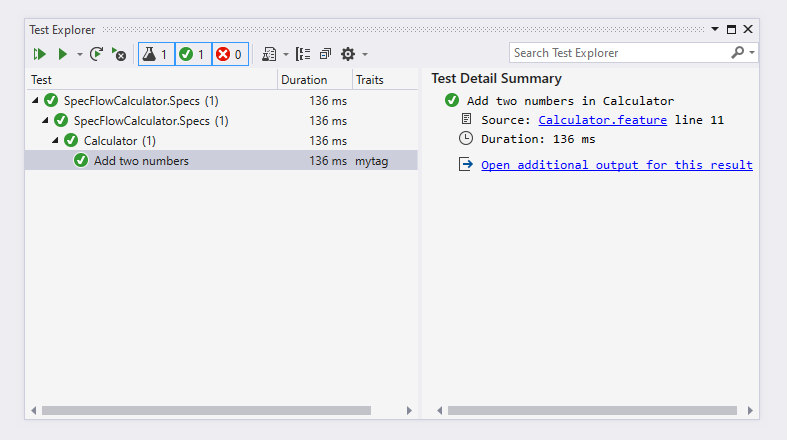 Test Explorer
1 1 0
Search Test Explorer
Test Duration Traits
SpecFlowCalculator.Specs (1) 136 ms
SpecFlowCalculator.Specs (1) 136 ms
Calculator (1) 136 ms
Add two numbers 136 ms mytag
Test Detail Summary
Add two numbers in Calculator
Source: Calculator.feature line 11
Duration: 136 ms
Open additional output for this result